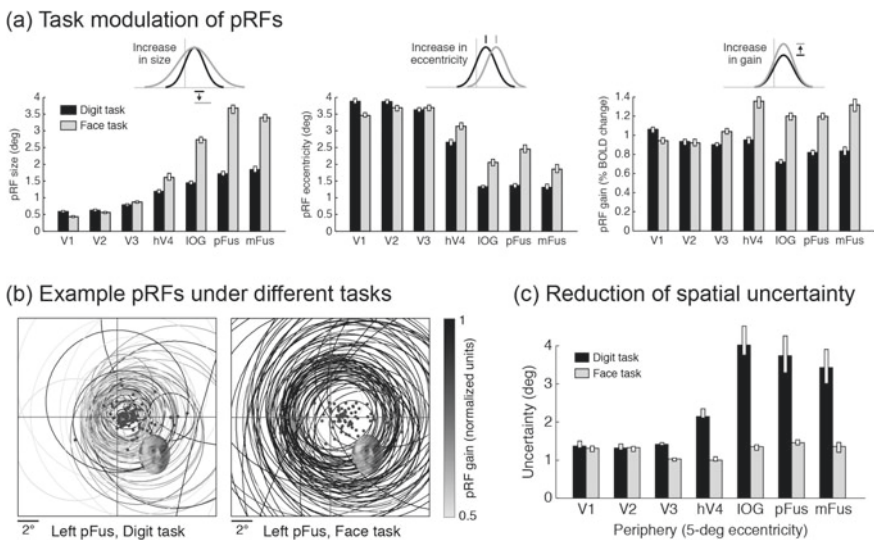 (a) Task modulation of pRFs
Increase in size
Increase in eccentricity
Increase in gain
pRF size (deg)
4
3.5
3
2.5
2
1.5
1
0.5
0
Digit task
Face task
V1 V2 V3 hV4 IOG pFus mFus
pRF eccentricity (deg)
4
3.5
3
2.5
2
1.5
1
0.5
0
V1 V2 V3 hV4 IOG pFus mFus
pRF gain (% BOLD change)
1.6
1.4
1.2
1
0.8
0.6
0.4
0.2
0
V1 V2 V3 hV4 IOG pFus mFus
(b) Example pRFs under different tasks
2°
Left pFus, Digit task
2°
Left pFus, Face task
1
0.5
pRF gain (normalized units)
(c) Reduction of spatial uncertainty
Uncertainty (deg)
4
3
2
1
Digit task
Face task
V1 V2 V3 hV4 IOG pFus mFus
Periphery (5-deg eccentricity)